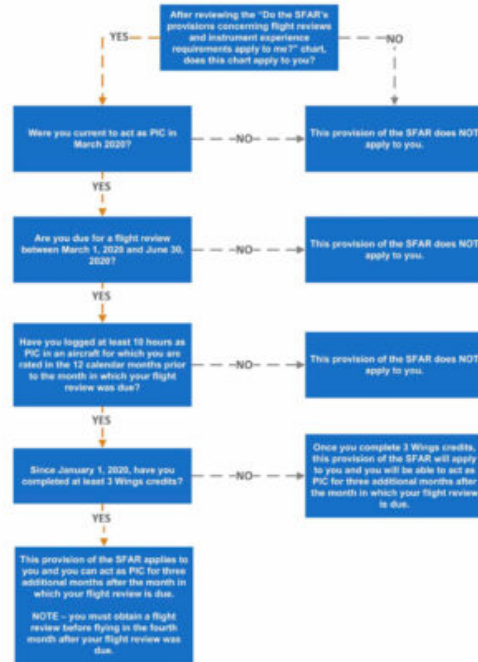 After reviewing the "Do the SFAR's
provisions concerning flight reviews
and instrument experience
requirements apply to me?" chart,
does this chart apply to you?
YES
NO
Were you current to act as PIC in
March 2020?
NO
This provision of the SFAR does NOT
apply to you.
YES
Are you due for a flight review
between March 1, 2020 and June 30,
2020?
NO
This provision of the SFAR does NOT
apply to you.
YES
Have you logged at least 10 hours as
PIC in an aircraft for which you are
rated in the 12 calendar months prior
to the month in which your flight
review was due?
NO
This provision of the SFAR does NOT
apply to you.
YES
Since January 1, 2020, have you
completed at least 3 Wings credits?
NO
Once you complete 3 Wings credits,
this provision of the SFAR will apply
to you and you will be able to act as
PIC for three additional months after
the month in which your flight review
is due.
YES
This provision of the SFAR applies to
you and you can act as PIC for three
additional months after the month in
which your flight review is due.
NOTE – you must obtain a flight
review before flying in the fourth
month after your flight review was
due.